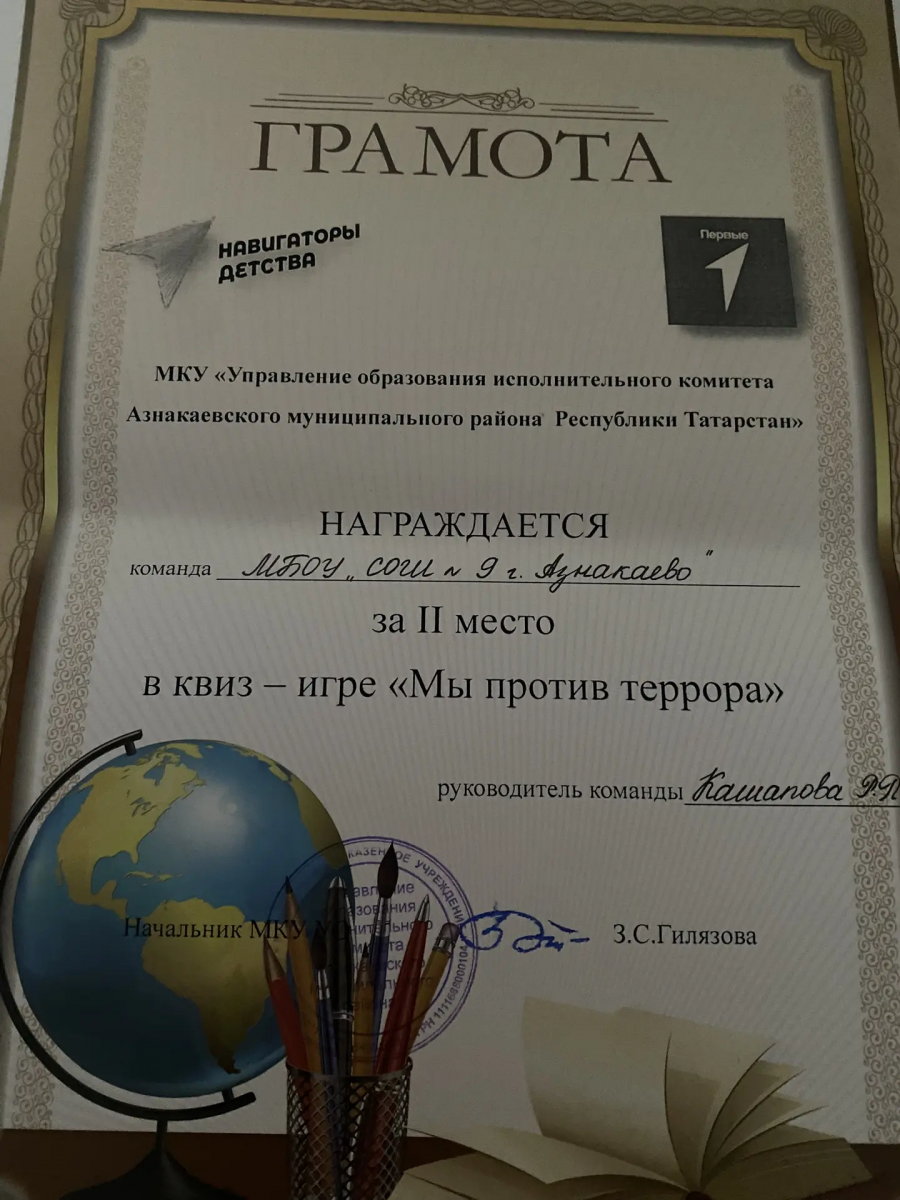 ГРАМОТА
НАВИГАТОРЫ
ДЕТСТВА
Первые
МКУ «Управление образования исполнительного комитета
Азнакаевского муниципального района Республики Татарстан»
НАГРАЖДАЕТСЯ
команда МБОУ „СОШ № 9 г. Азнакаево"
за II место
в квиз – игре «Мы против террора»
руководитель команды Кашапова Р.П
Начальник МКУ
З.С.Гилязова